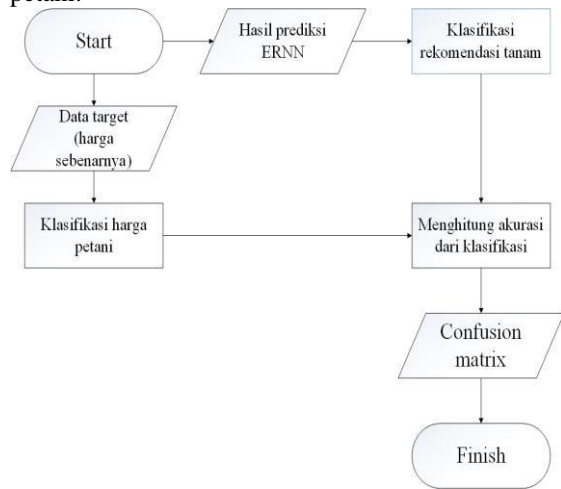 petani.
Start
Hasil prediksi
ERNN
Klasifikasi
rekomendasi tanam
Data target
(harga
sebenarnya)
Klasifikasi harga
petani
Menghitung akurasi
dari klasifikasi
Confusion
matrix
Finish